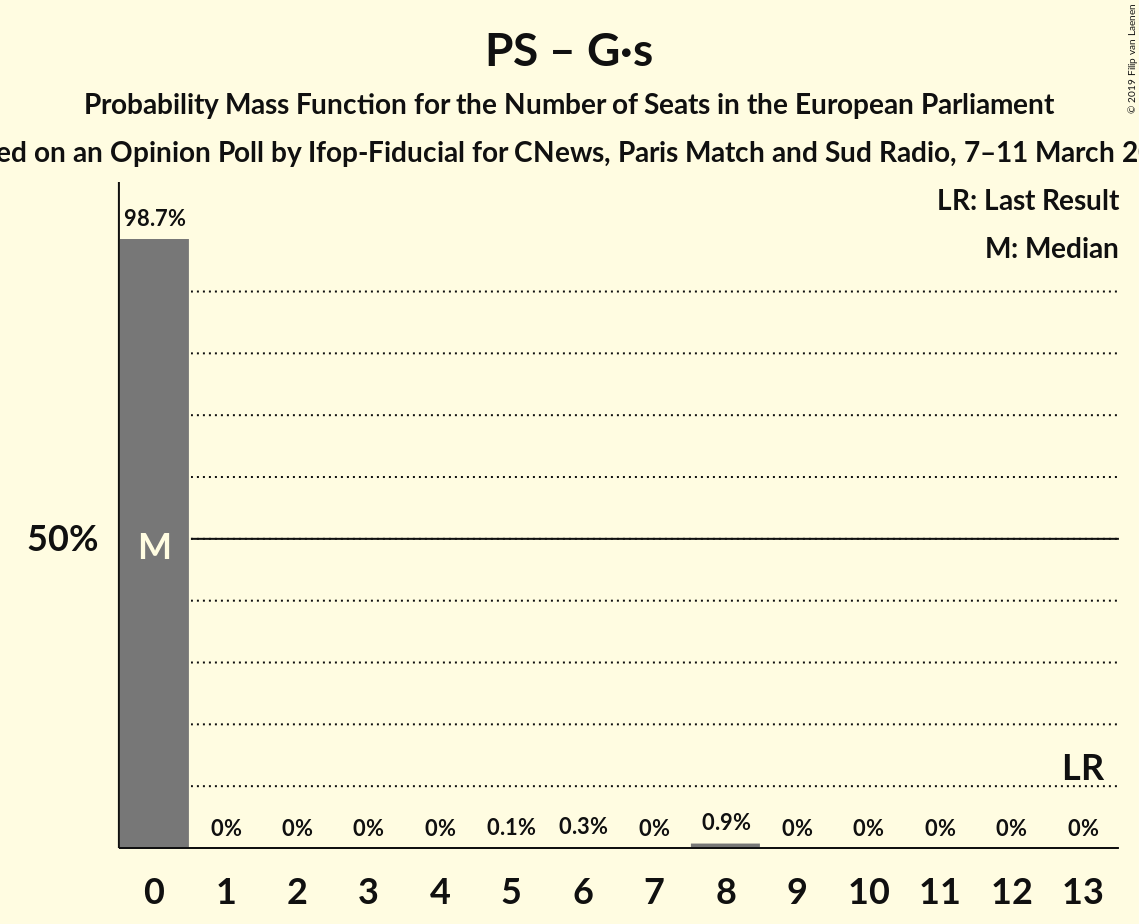 PS – G·s
Probability Mass Function for the Number of Seats in the European Parliament
on an Opinion Poll by Ifop-Fiducial for CNews, Paris Match and Sud Radio, 7–11 March
© 2019 Filip van Laenen
LR: Last Result
M: Median
98.7%
50%
M
LR
0% 0% 0% 0% 0.1% 0.3% 0% 0.9% 0% 0% 0% 0% 0%
0 1 2 3 4 5 6 7 8 9 10 11 12 13